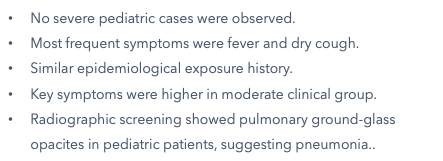 • No severe pediatric cases were observed.
• Most frequent symptoms were fever and dry cough.
• Similar epidemiological exposure history.
• Key symptoms were higher in moderate clinical group.
• Radiographic screening showed pulmonary ground-glass
opacites in pediatric patients, suggesting pneumonia..